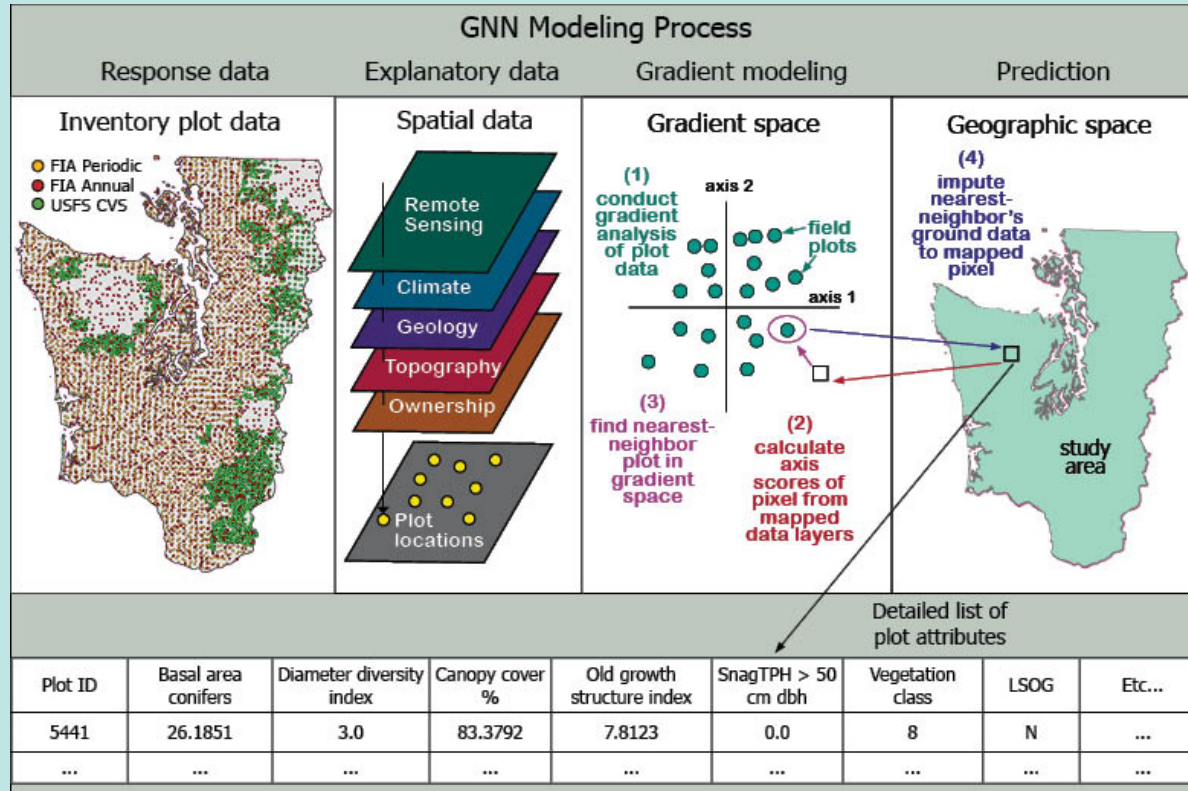 GNN Modeling Process
Response data
Explanatory data
Gradient modeling
Prediction
Inventory plot data
FIA Periodic
FIA Annual
USFS CVS
Spatial data
Remote
Sensing
Climate
Geology
Topography
Ownership
Plot
locations
Gradient space
(1)
conduct
gradient
analysis
of plot
data
axis 2
field
plots
axis 1
(3)
find nearest-
neighbor
plot in
gradient
space
(2)
calculate
axis
scores of
pixel from
mapped
data layers
Geographic space
(4)
impute
nearest-
neighbor's
ground data
to mapped
pixel
study
area
Detailed list of
plot attributes
Plot ID
Basal area
conifers
Diameter diversity
index
Canopy cover
%
Old growth
structure index
SnagTPH > 50
cm dbh
Vegetation
class
LSOG
Etc...
5441
26.1851
3.0
83.3792
7.8123
0.0
8
N
...
...
...
...
...
...
...
...
...
...